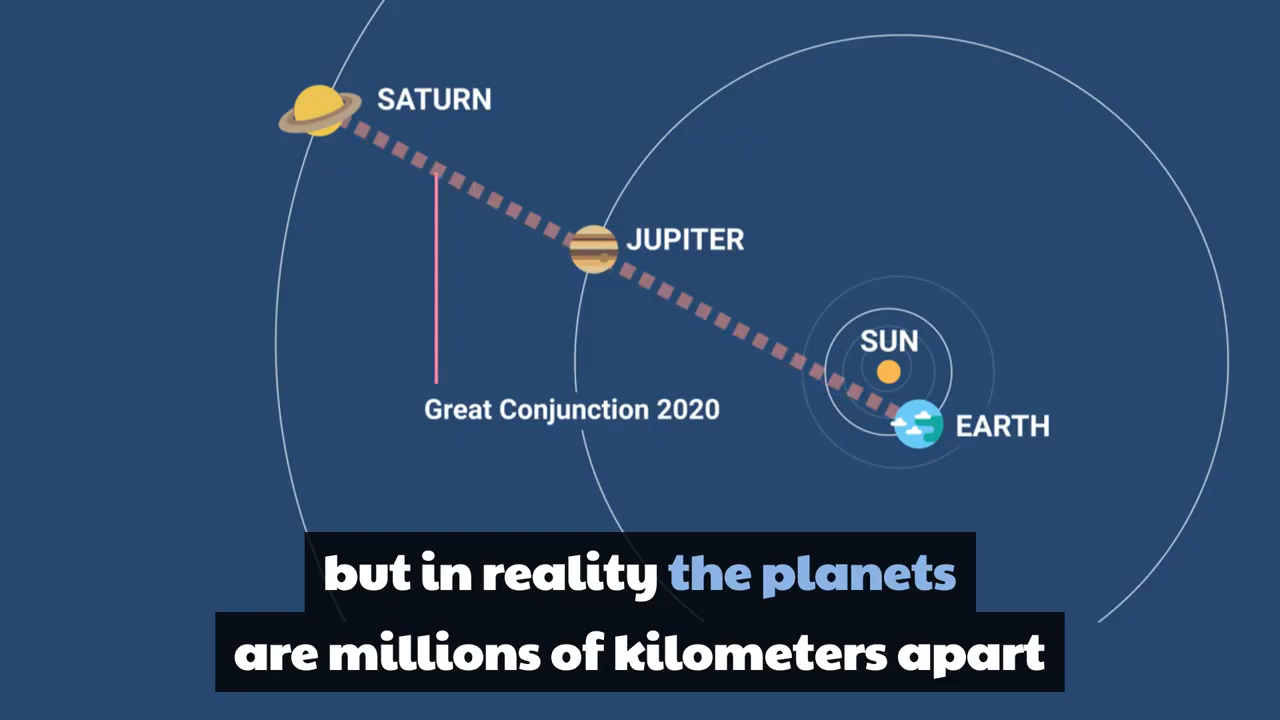 SATURN
JUPITER
SUN
Great Conjunction 2020
EARTH
but in reality the planets
are millions of kilometers apart